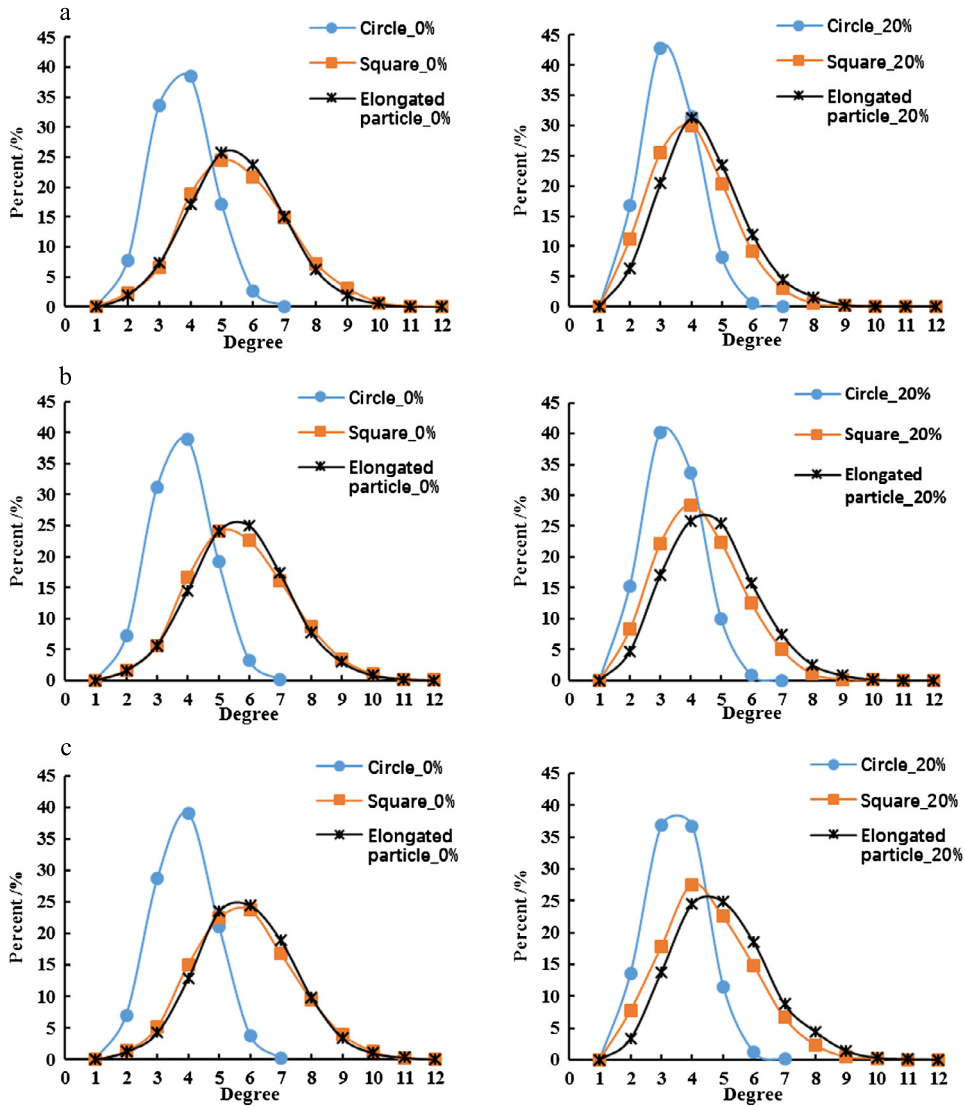 a
45
40
35
30
25
20
15
10
5
0
Percent /%
0 1 2 3 4 5 6 7 8 9 10 11 12
Degree
Circle_0%
Square_0%
Elongated
particle_0%
45
40
35
30
25
20
15
10
5
0
Percent /%
0 1 2 3 4 5 6 7 8 9 10 11 12
Degree
Circle_20%
Square_20%
Elongated
particle_20%
b
45
40
35
30
25
20
15
10
5
0
Percent /%
0 1 2 3 4 5 6 7 8 9 10 11 12
Degree
Circle_0%
Square_0%
Elongated
particle_0%
45
40
35
30
25
20
15
10
5
0
Percent /%
0 1 2 3 4 5 6 7 8 9 10 11 12
Degree
Circle_20%
Square_20%
Elongated
particle_20%
c
45
40
35
30
25
20
15
10
5
0
Percent /%
0 1 2 3 4 5 6 7 8 9 10 11 12
Degree
Circle_0%
Square_0%
Elongated
particle_0%
45
40
35
30
25
20
15
10
5
0
Percent /%
0 1 2 3 4 5 6 7 8 9 10 11 12
Degree
Circle_20%
Square_20%
Elongated
particle_20%